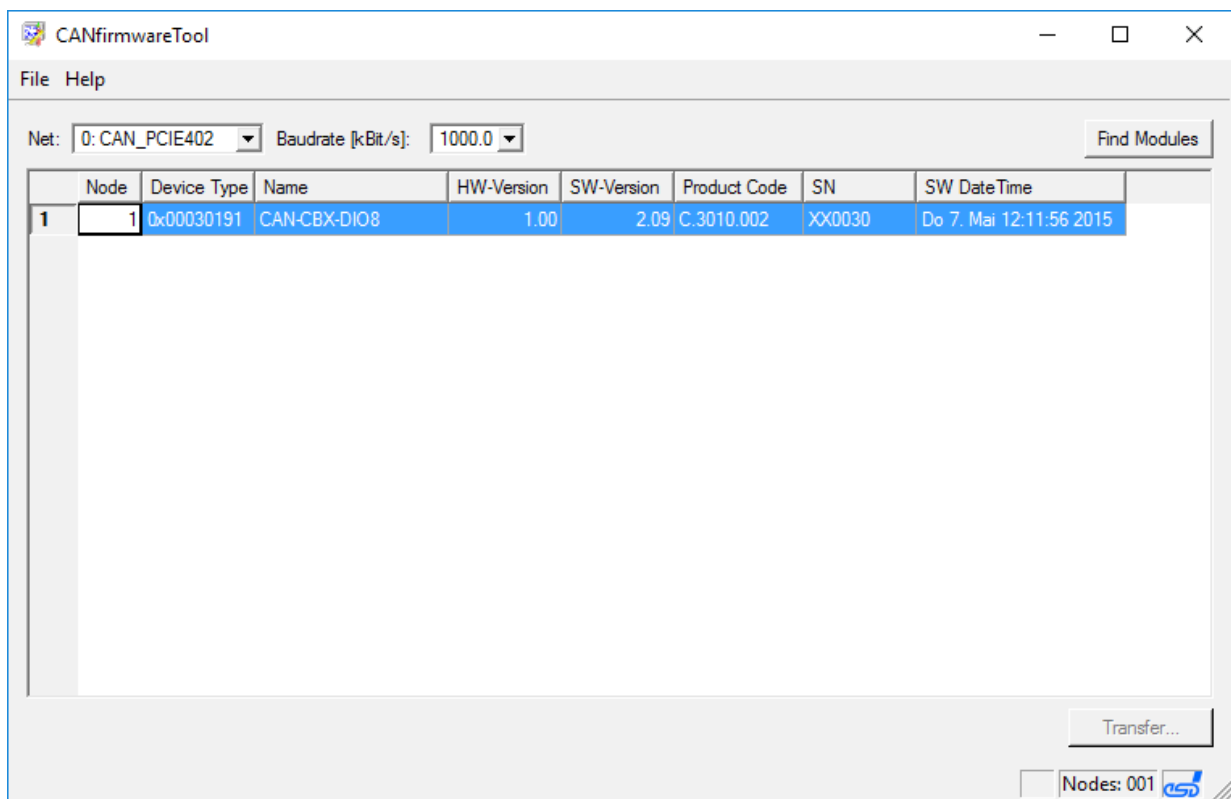 CANfirmwareTool
File Help
Net: 0: CAN_PCIE402 Baudrate [kBit/s]: 1000.0 Find Modules
Node Device Type Name HW-Version SW-Version Product Code SN SW DateTime
1 1 0x00030191 CAN-CBX-DIO8 1.00 2.09 C.3010.002 XX0030 Do 7. Mai 12:11:56 2015
Transfer...
Nodes: 001 esd